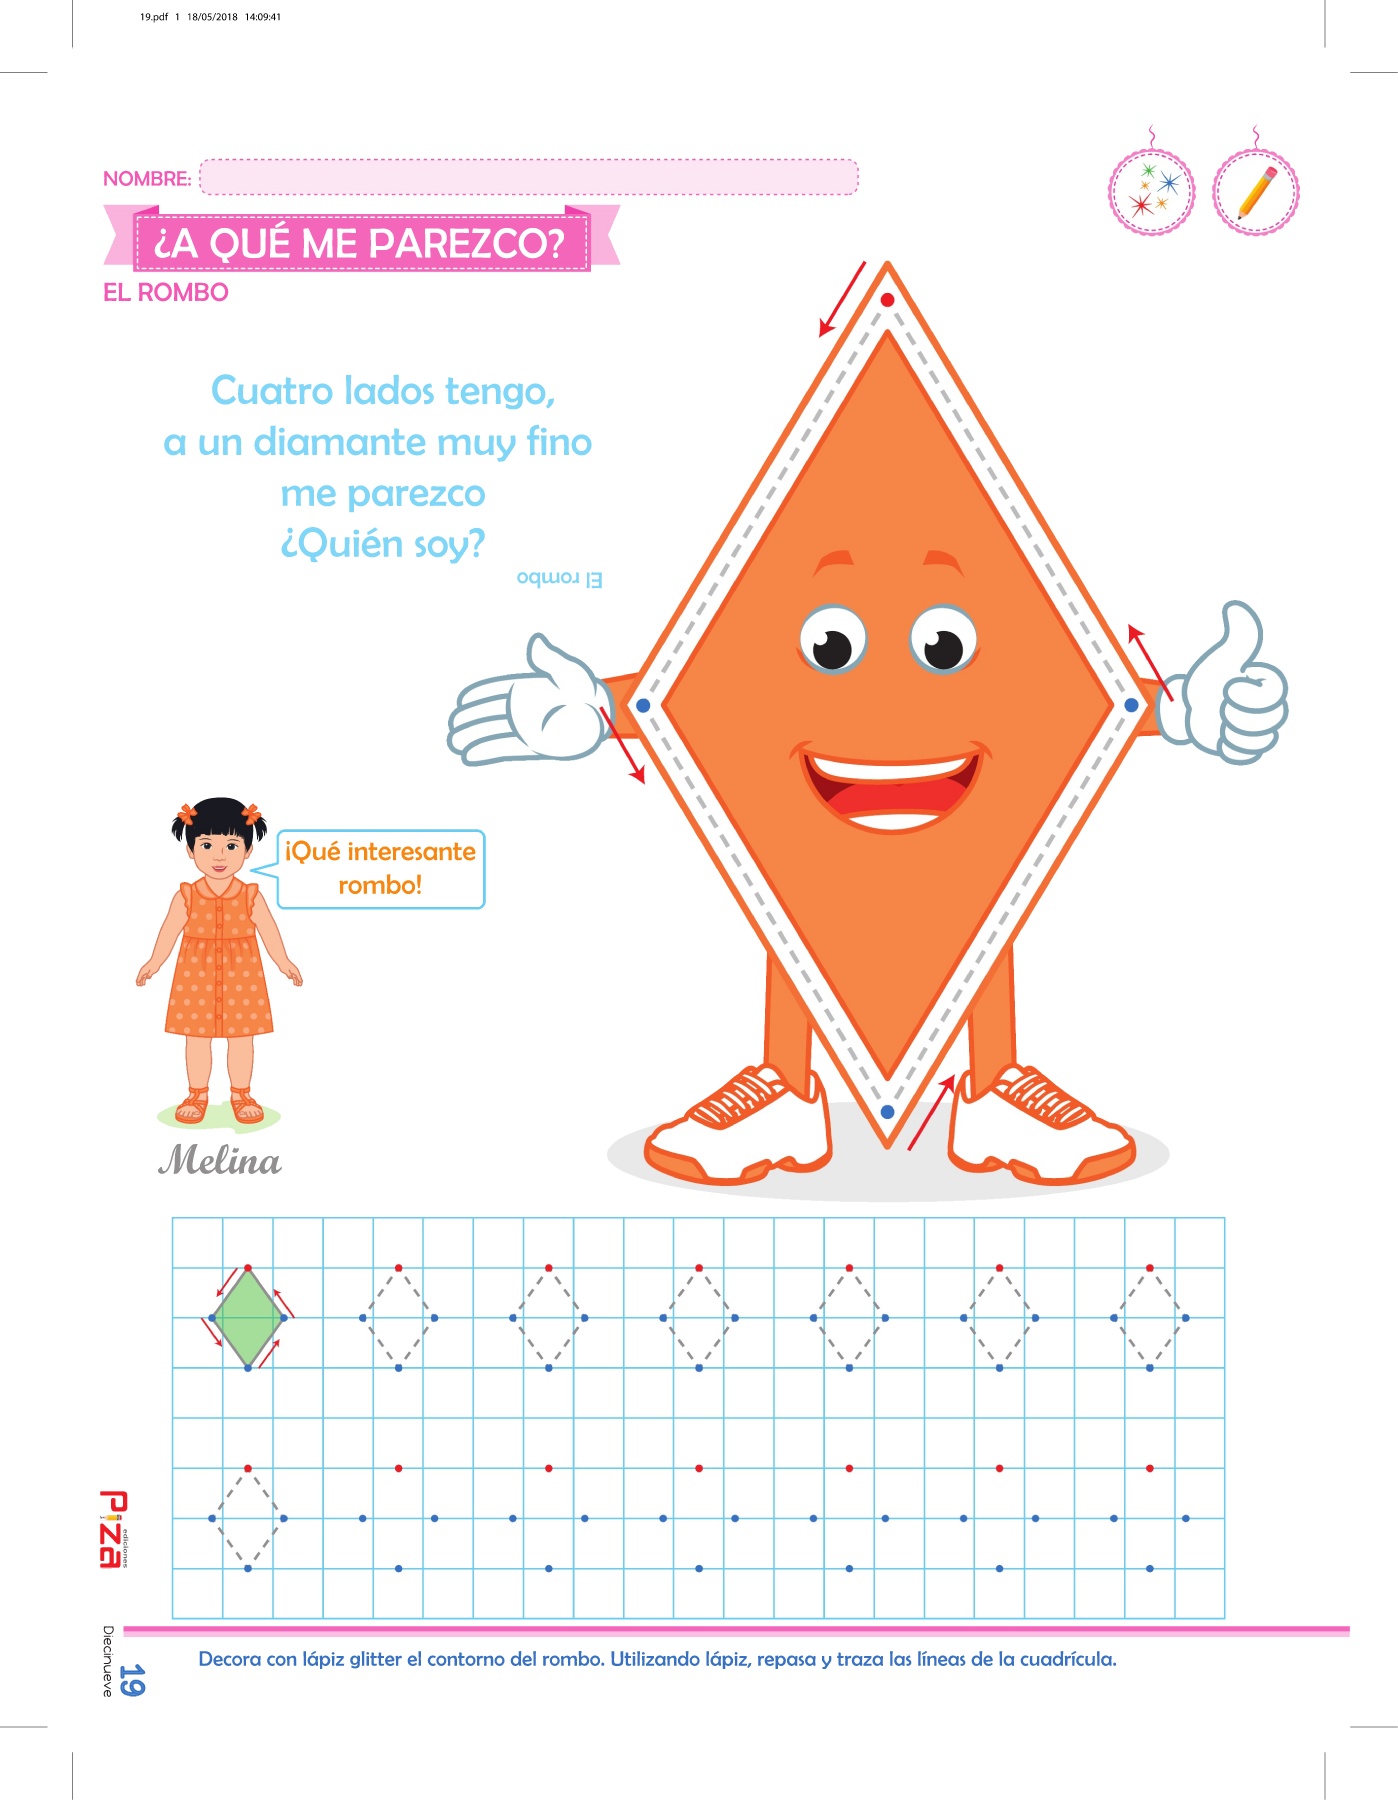 19.pdf 1 18/05/2018 14:09:41
NOMBRE:
¿A QUÉ ME PAREZCO?
EL ROMBO
Cuatro lados tengo,
a un diamante muy fino
me parezco
¿Quién soy?
El rombo
¡Qué interesante
rombo!
Melina
Piza
ediciones
Diecinueve
19
Decora con lápiz glitter el contorno del rombo. Utilizando lápiz, repasa y traza las líneas de la cuadrícula.